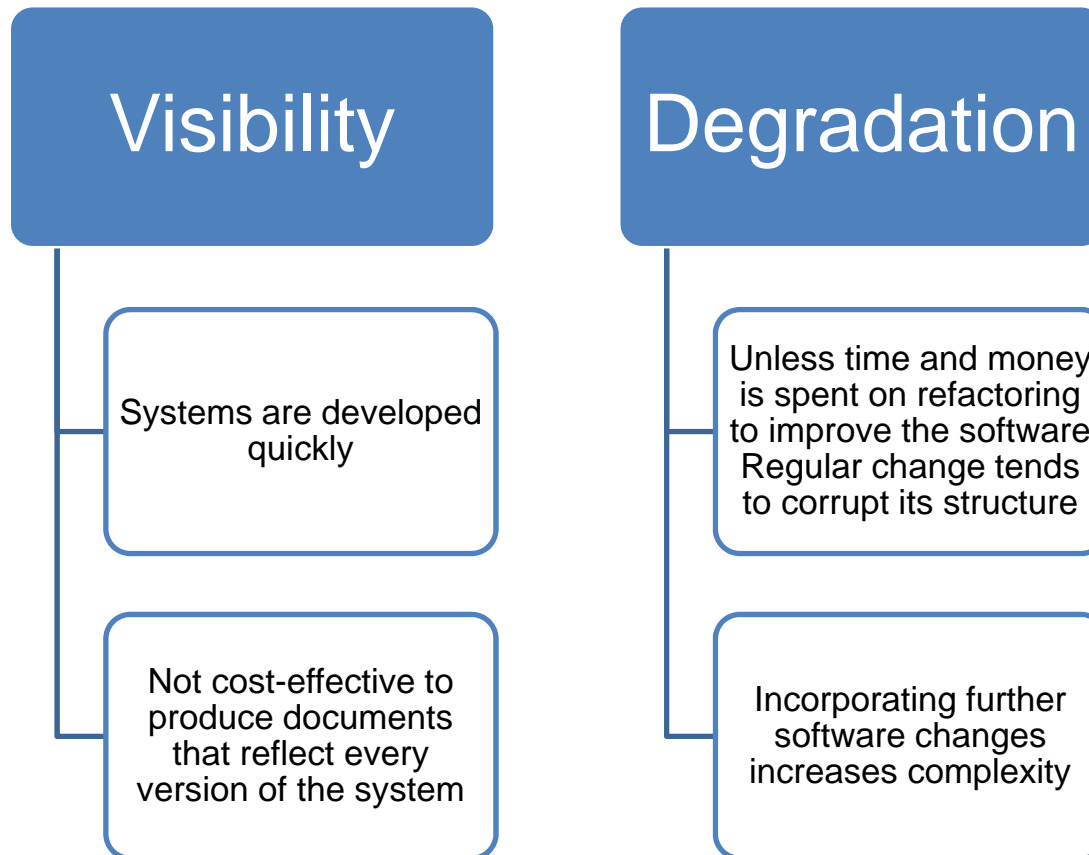 Visibility
Systems are developed
quickly
Not cost-effective to
produce documents
that reflect every
version of the system
Degradation
Unless time and money
is spent on refactoring
to improve the software
Regular change tends
to corrupt its structure
Incorporating further
software changes
increases complexity